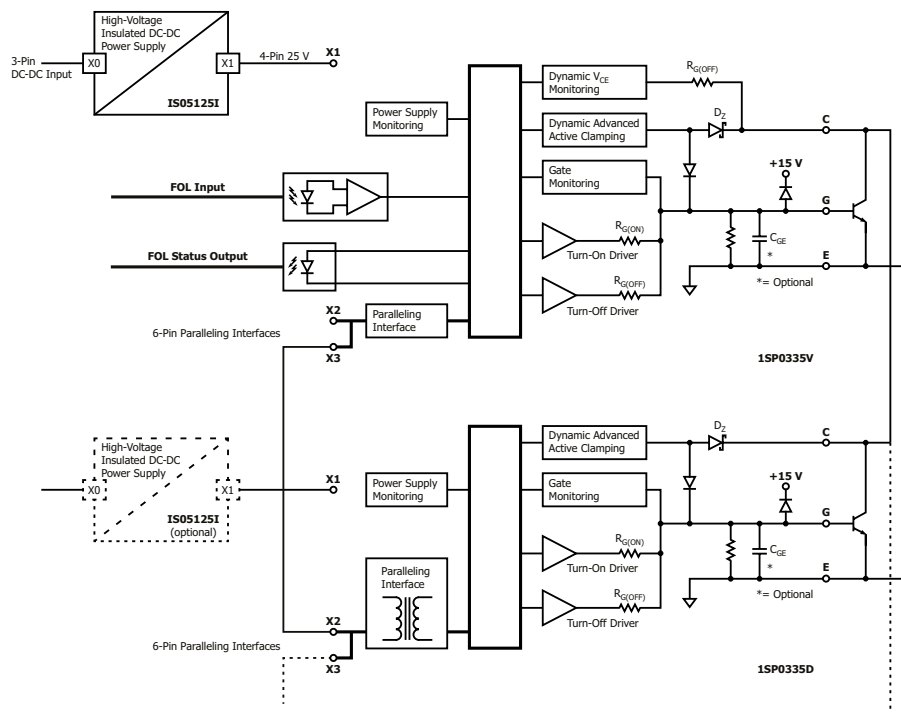 High-Voltage
Insulated DC-DC
Power Supply
3-Pin
DC-DC Input
X0
X1
4-Pin 25 V
X1
IS05125I
Power Supply
Monitoring
FOL Input
FOL Status Output
X2
X3
6-Pin Paralleling Interfaces
Paralleling
Interface
Dynamic VCE
Monitoring
RG(OFF)
Dynamic Advanced
Active Clamping
DZ
C
Gate
Monitoring
+15 V
G
RG(ON)
Turn-On Driver
CGE
*
E
RG(OFF)
Turn-Off Driver
*= Optional
1SP0335V
High-Voltage
Insulated DC-DC
Power Supply
X0
X1
IS05125I
(optional)
X1
Power Supply
Monitoring
Paralleling
Interface
X2
X3
6-Pin Paralleling Interfaces
Dynamic Advanced
Active Clamping
DZ
C
Gate
Monitoring
+15 V
G
RG(ON)
Turn-On Driver
CGE
*
E
RG(OFF)
Turn-Off Driver
*= Optional
1SP0335D